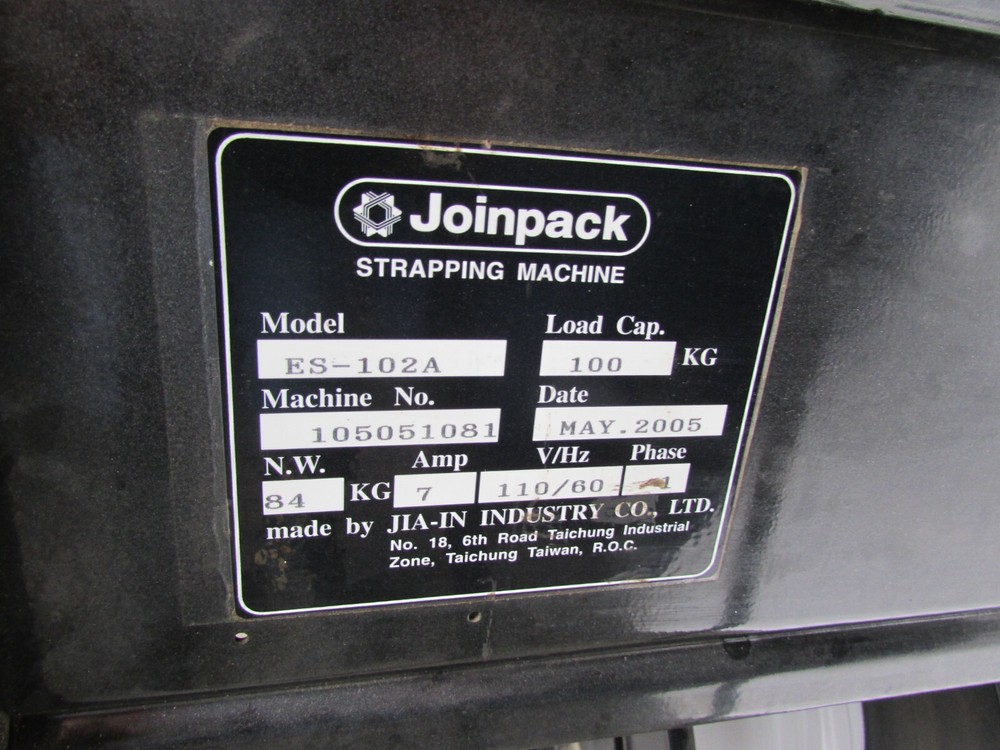 Joinpack
STRAPPING MACHINE
Model Load Cap.
ES-102A 100 KG
Machine No. Date
105051081 MAY.2005
N.W. Amp V/Hz Phase
84 KG 7 110/60 1
made by JIA-IN INDUSTRY CO., LTD.
No. 18, 6th Road Taichung Industrial
Zone, Taichung Taiwan, R.O.C.